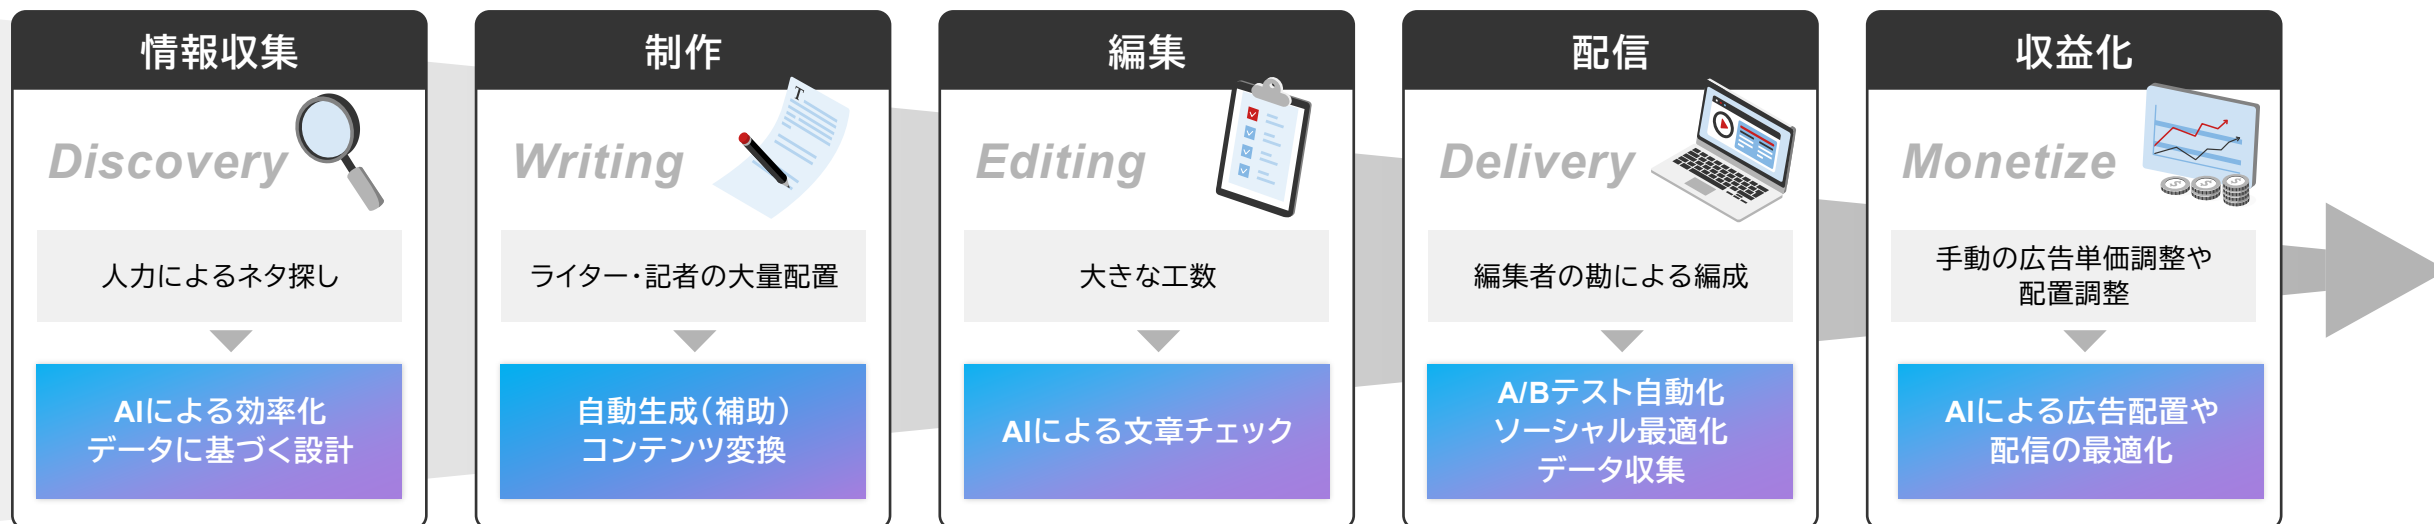 情報収集
Discovery
人力によるネタ探し
AIによる効率化
データに基づく設計
制作
T
Writing
ライター・記者の大量配置
自動生成（補助）
コンテンツ変換
編集
Editing
大きな工数
AIによる文章チェック
配信
Delivery
編集者の勘による編成
A/Bテスト自動化
ソーシャル最適化
データ収集
収益化
Monetize
手動の広告単価調整や
配置調整
AIによる広告配置や
配信の最適化